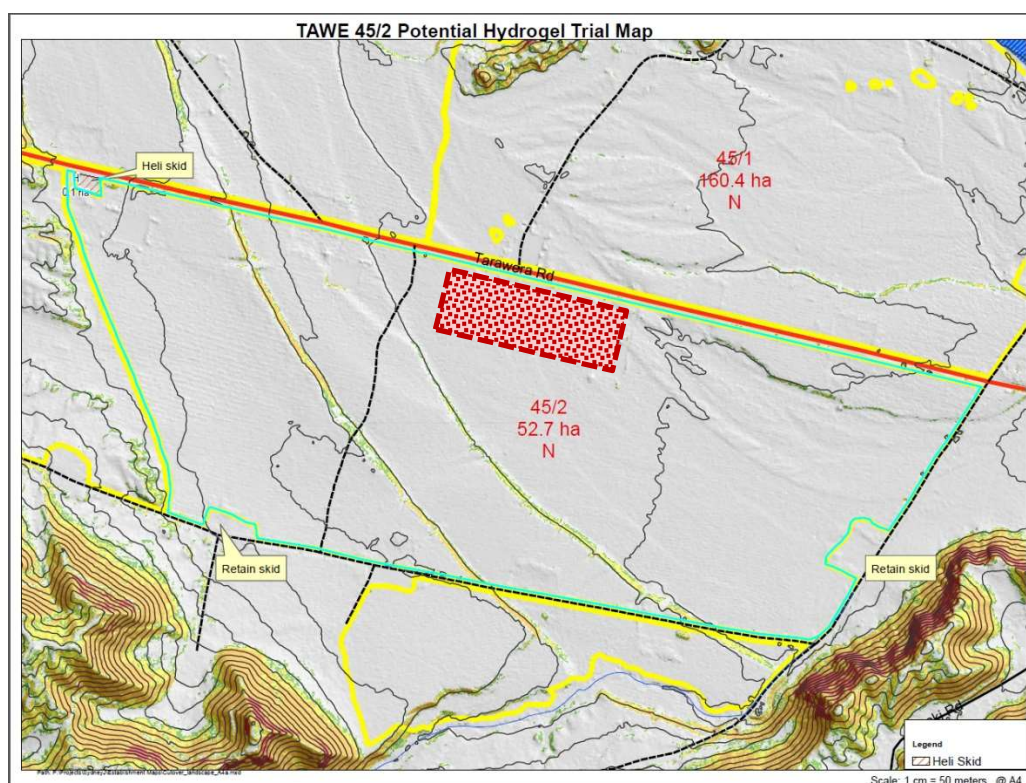 TAWE 45/2 Potential Hydrogel Trial Map
Heli skid
0.1 ha
45/1
160.4 ha
N
Tarawera Rd
45/2
52.7 ha
N
Retain skid
Retain skid
Legend
Heli Skid
Scale: 1 cm = 50 meters @ A4